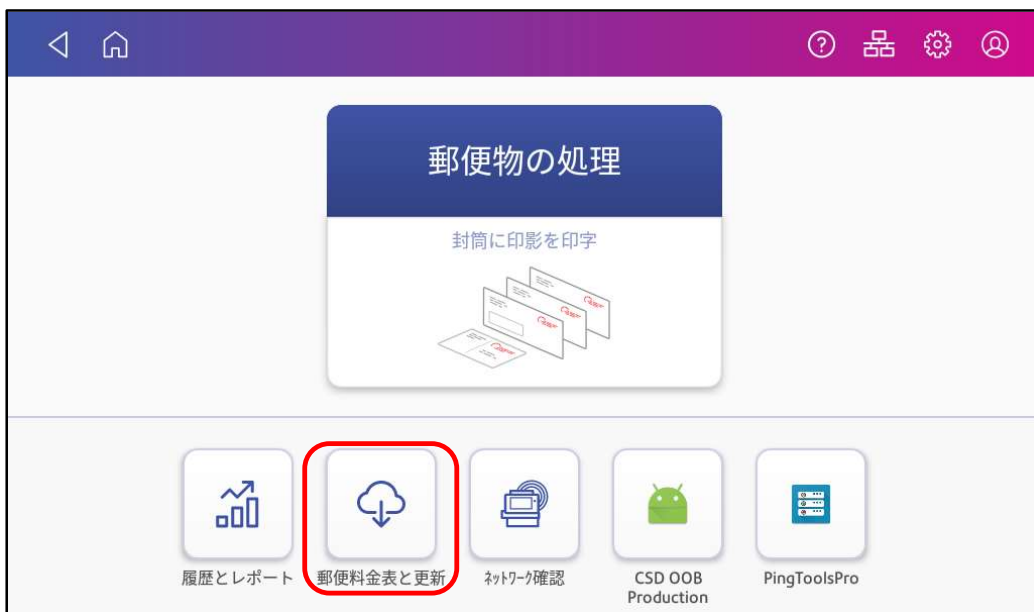 郵便物の処理
封筒に印影を印字
履歴とレポート
郵便料金表と更新
ﾈｯﾄﾜｰｸ確認
CSD OOB
Production
PingToolsPro